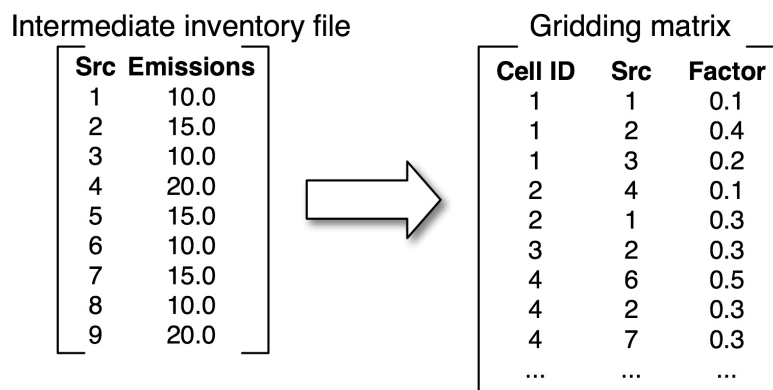 Intermediate inventory file
Src Emissions
1 10.0
2 15.0
3 10.0
4 20.0
5 15.0
6 10.0
7 15.0
8 10.0
9 20.0
Gridding matrix
Cell ID Src Factor
1 1 0.1
1 2 0.4
1 3 0.2
2 4 0.1
2 1 0.3
3 2 0.3
4 6 0.5
4 2 0.3
4 7 0.3
... ... ...